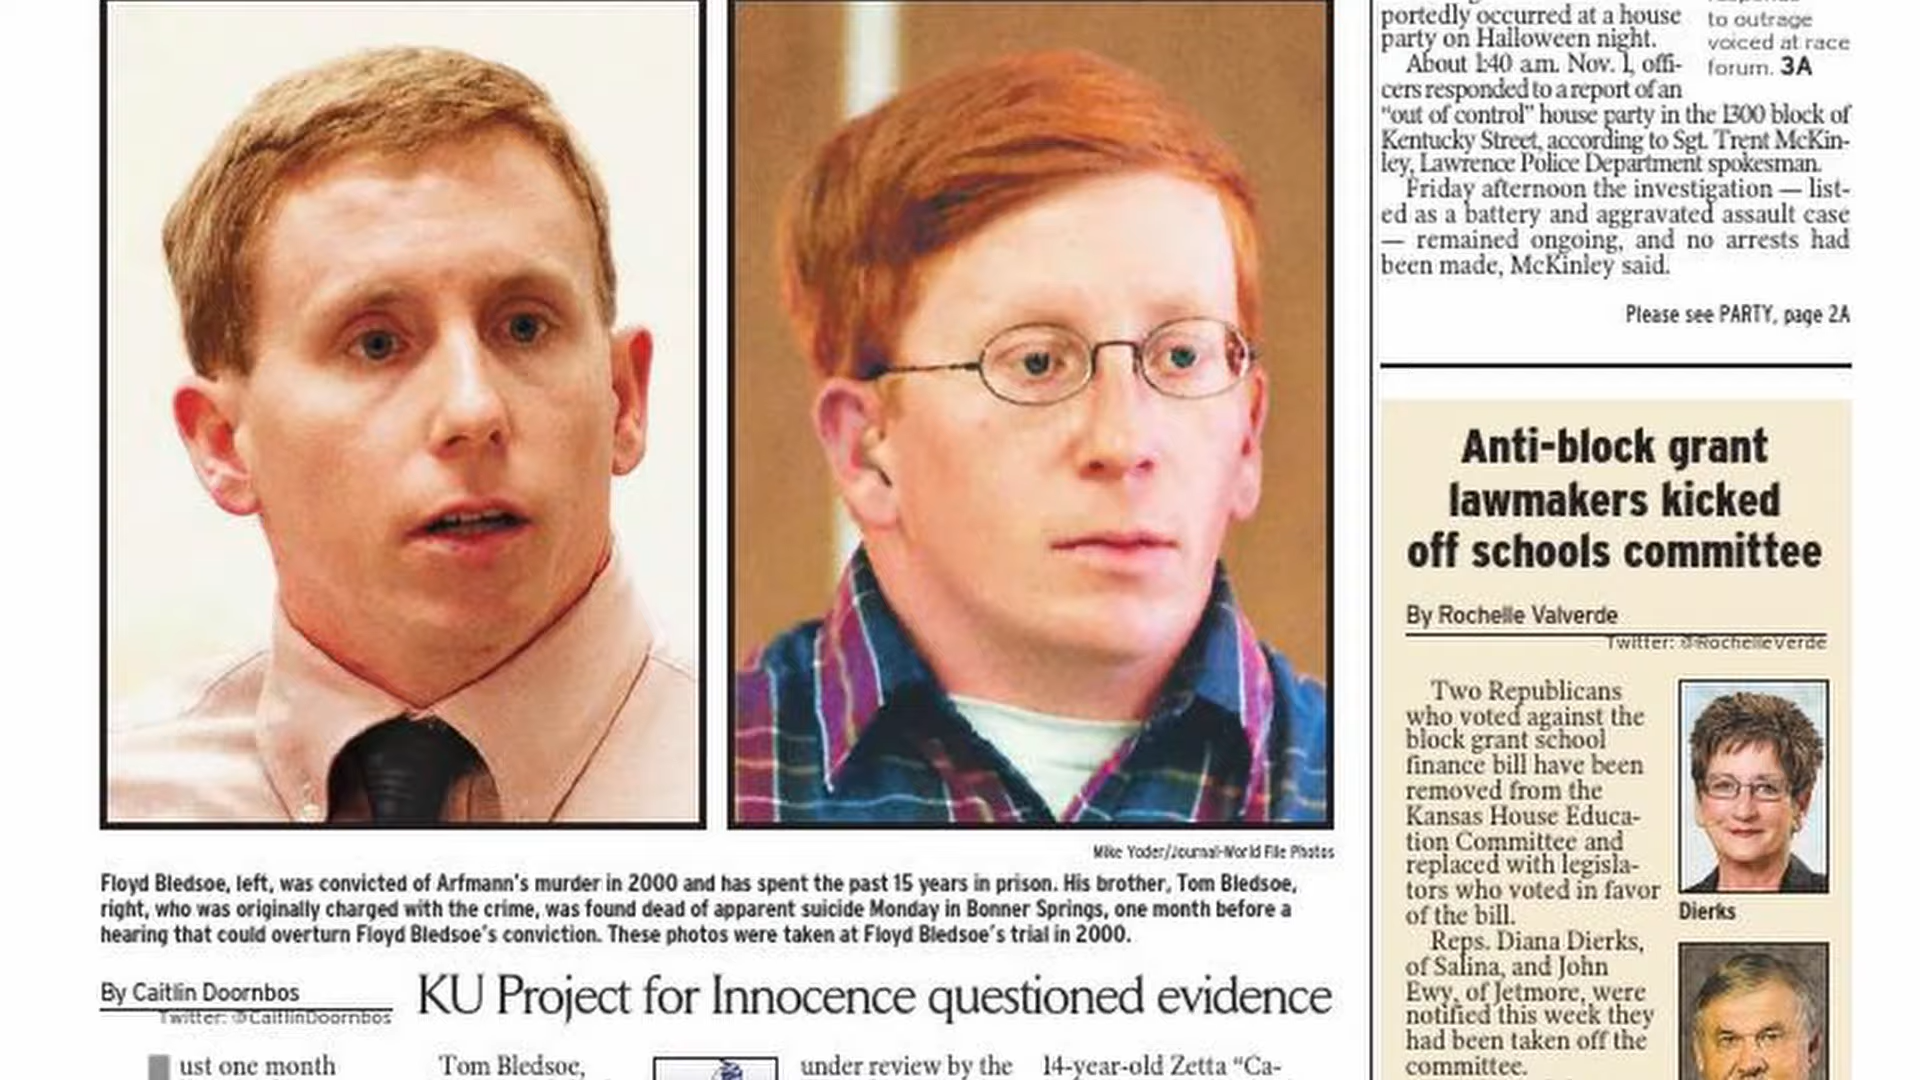 portedly occurred at a house
party on Halloween night.
About 1:40 a.m. Nov. 1, offi-
cers responded to a report of an
"out of control" house party in the 1300 block of
Kentucky Street, according to Sgt. Trent McKin-
ley, Lawrence Police Department spokesman.
Friday afternoon the investigation — list-
ed as a battery and aggravated assault case
— remained ongoing, and no arrests had
been made, McKinley said.
Please see PARTY, page 2A
to outrage
voiced at race
forum. 3A
Mike Yoder/Journal-World File Photos
Floyd Bledsoe, left, was convicted of Arfmann's murder in 2000 and has spent the past 15 years in prison. His brother, Tom Bledsoe,
right, who was originally charged with the crime, was found dead of apparent suicide Monday in Bonner Springs, one month before a
hearing that could overturn Floyd Bledsoe's conviction. These photos were taken at Floyd Bledsoe's trial in 2000.
By Caitlin Doornbos
Twitter: @CaitlinDoornbos
KU Project for Innocence questioned evidence
ust one month
Tom Bledsoe,
under review by the
14-year-old Zetta "Ca-
Anti-block grant
lawmakers kicked
off schools committee
By Rochelle Valverde
Twitter: @RochelleVerde
Two Republicans
who voted against the
block grant school
finance bill have been
removed from the
Kansas House Educa-
tion Committee and
replaced with legisla-
tors who voted in favor
of the bill.
Reps. Diana Dierks,
of Salina, and John
Ewy, of Jetmore, were
notified this week they
had been taken off the
committee.
Dierks